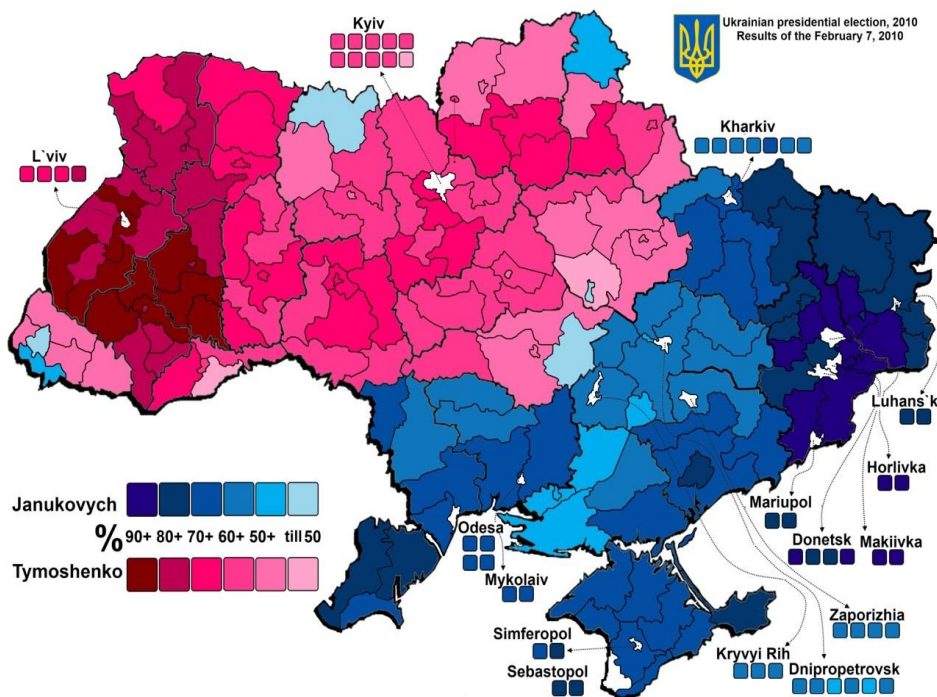 Ukrainian presidential election, 2010
Results of the February 7, 2010
Kyiv
Kharkiv
L`viv
Luhans`k
Horlivka
Mariupol
Donetsk
Makiivka
Janukovych
% 90+ 80+ 70+ 60+ 50+ till 50
Tymoshenko
Odesa
Mykolaiv
Zaporizhia
Simferopol
Sebastopol
Kryvyi Rih
Dnipropetrovsk